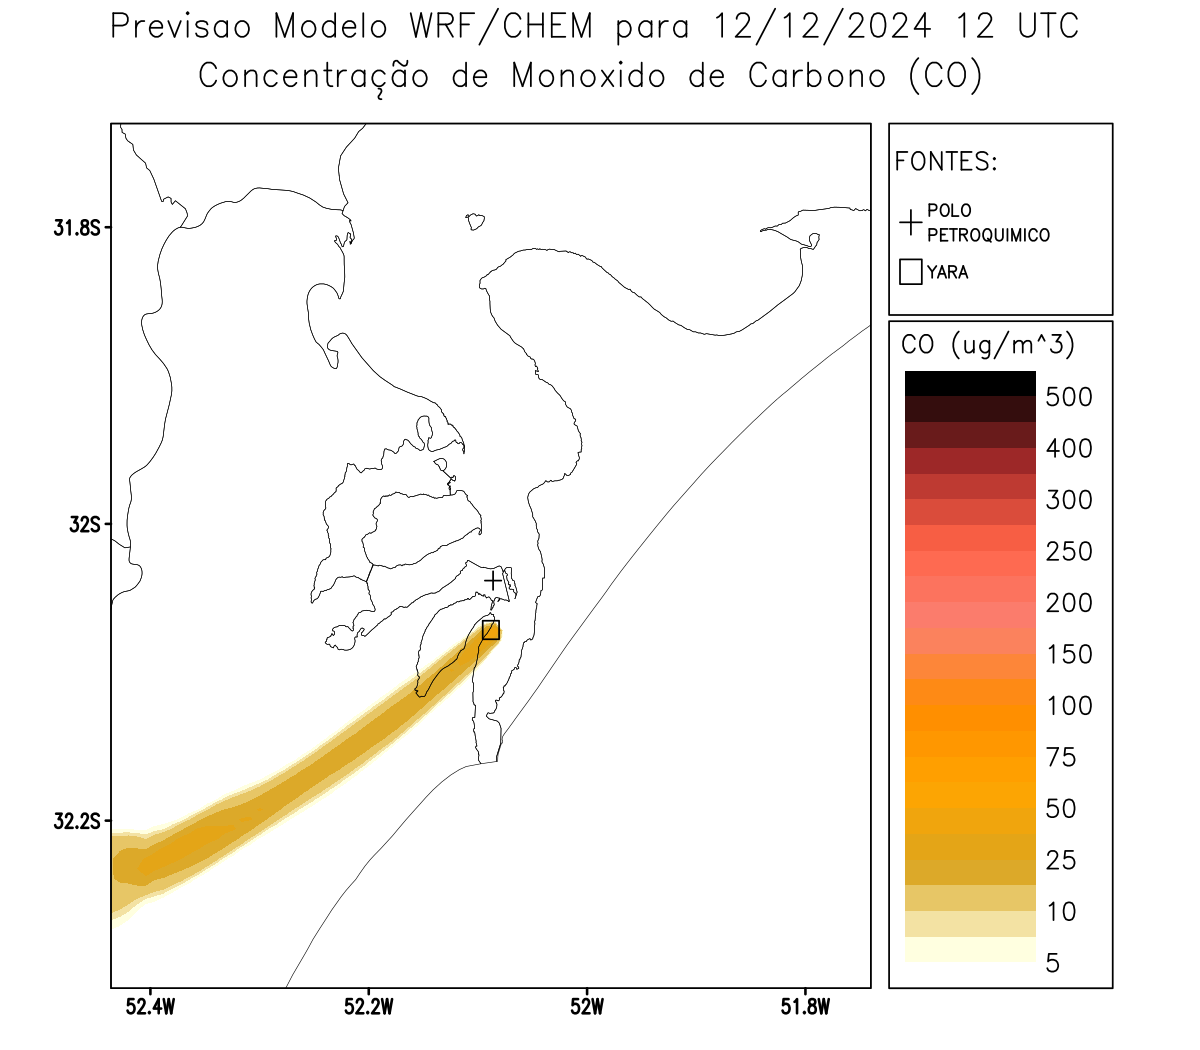 Previsao Modelo WRF/CHEM para 12/12/2024 12 UTC
Concentração de Monoxido de Carbono (CO)
FONTES:
POLO
PETROQUIMICO
YARA
CO (ug/m^3)
500
400
300
250
200
150
100
75
50
25
10
5
31.8S
32S
32.2S
52.4W
52.2W
52W
51.8W